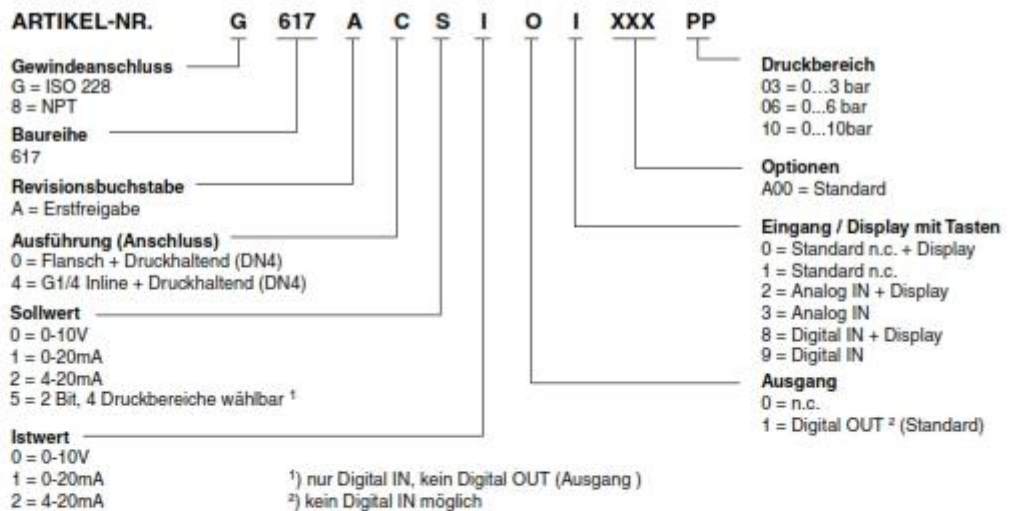 ARTIKEL-NR. G 617 A C S I O I XXX PP
Gewindeanschluss
G = ISO 228
8 = NPT
Baureihe
617
Revisionsbuchstabe
A = Erstfreigabe
Ausführung (Anschluss)
0 = Flansch + Druckhaltend (DN4)
4 = G1/4 Inline + Druckhaltend (DN4)
Sollwert
0 = 0-10V
1 = 0-20mA
2 = 4-20mA
5 = 2 Bit, 4 Druckbereiche wählbar ¹
Istwert
0 = 0-10V
1 = 0-20mA
2 = 4-20mA
¹) nur Digital IN, kein Digital OUT (Ausgang )
²) kein Digital IN möglich
Druckbereich
03 = 0...3 bar
06 = 0...6 bar
10 = 0...10bar
Optionen
A00 = Standard
Eingang / Display mit Tasten
0 = Standard n.c. + Display
1 = Standard n.c.
2 = Analog IN + Display
3 = Analog IN
8 = Digital IN + Display
9 = Digital IN
Ausgang
0 = n.c.
1 = Digital OUT ² (Standard)